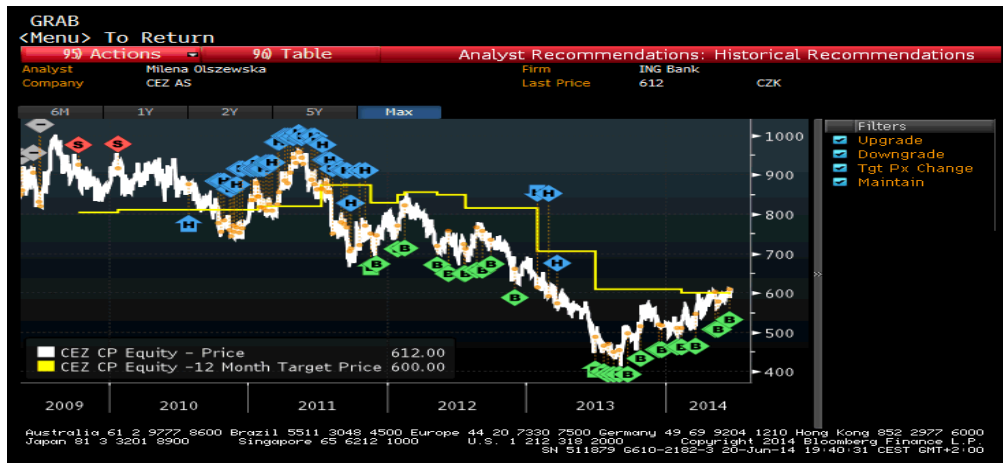 GRAB
<Menu> To Return
95) Actions 96) Table Analyst Recommendations: Historical Recommendations
Analyst Milena Olszewska Firm ING Bank
Company CEZ AS Last Price 612 CZK
6M 1Y 2Y 5Y Max
Filters
Upgrade
Downgrade
Tgt Px Change
Maintain
S S
H H H H H H
B B B B B B B B B B B B
1000
900
800
700
600
500
400
CEZ CP Equity - Price 612.00
CEZ CP Equity -12 Month Target Price 600.00
2009 2010 2011 2012 2013 2014
Australia 61 2 9777 8600 Brazil 5511 3048 4500 Europe 44 20 7330 7500 Germany 49 69 9204 1210 Hong Kong 852 2977 6000
Japan 81 3 3201 8900 Singapore 65 6212 1000 U.S. 1 212 318 2000 Copyright 2014 Bloomberg Finance L.P.
SN 511879 G610-2182-3 20-Jun-14 19:40:31 CEST GMT+2:00